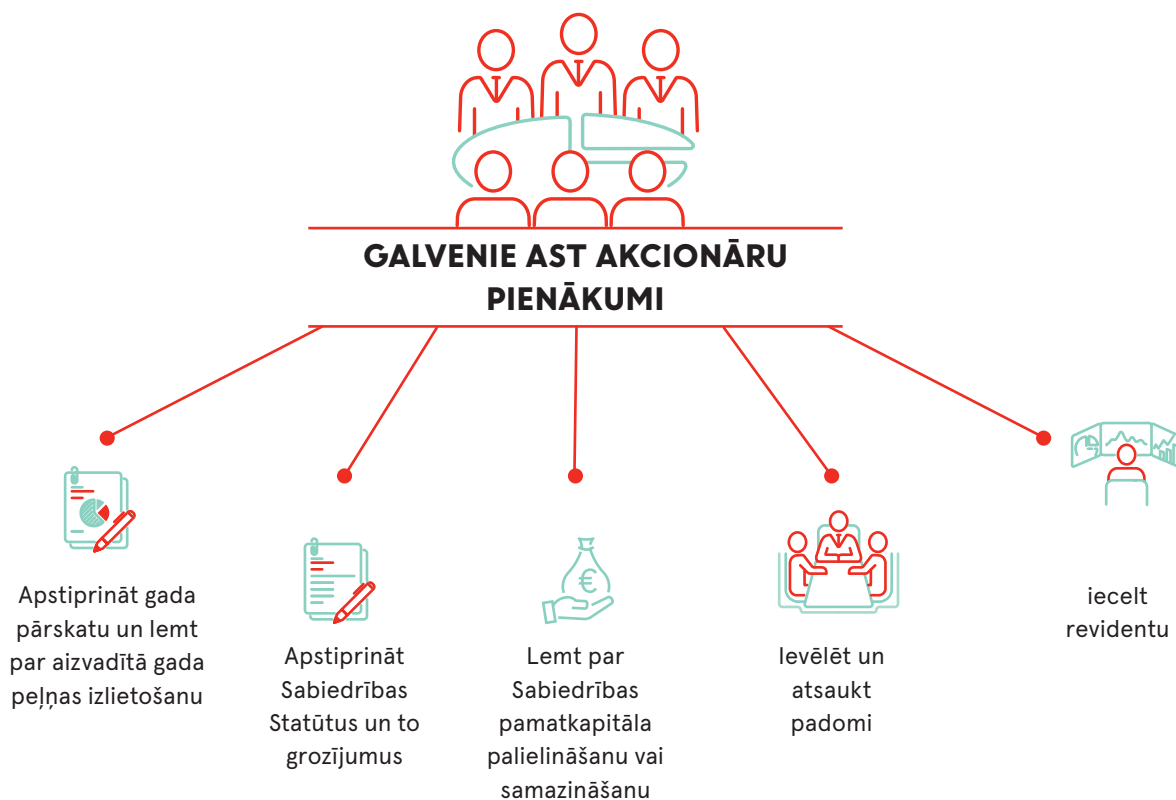 GALVENIE AST AKCIONĀRU
PIENĀKUMI
Apstiprināt gada
pārskatu un lemt
par aizvadītā gada
peļņas izlietošanu
Apstiprināt
Sabiedrības
Statūtus un to
grozījumus
€
Lemt par
Sabiedrības
pamatkapitāla
palielināšanu vai
samazināšanu
Ievēlēt un
atsaukt
padomi
iecelt
revidentu